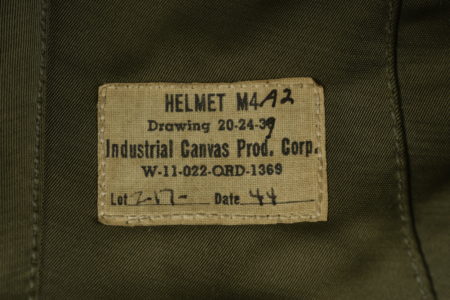 HELMET M4A2
Drawing 20-24-39
Industrial Canvas Prod. Corp.
W-11-022-ORD-1369
Lot 2-17- Date 44